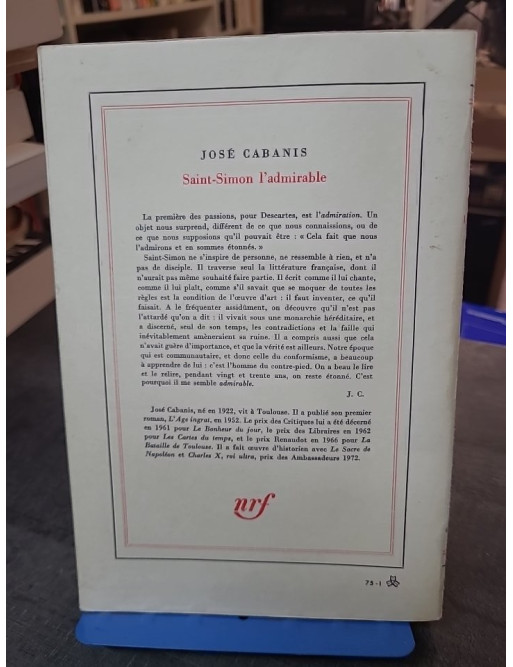 JOSÉ CABANIS
Saint-Simon l'admirable
La première des passions, pour Descartes, est l'admiration. Un
objet nous surprend, différent de ce que nous connaissions, ou de
ce que nous supposions qu'il pouvait être : « Cela fait que nous
l'admirons et en sommes étonnés. »
Saint-Simon ne s'inspire de personne, ne ressemble à rien, et n'a
pas de disciple. Il traverse seul la littérature française, dont il
n'aurait pas même souhaité faire partie. Il écrit comme il lui chante,
comme il lui plaît, comme s'il savait que se moquer de toutes les
règles est la condition de l'œuvre d'art : il faut inventer, ce qu'il
faisait. A le fréquenter assidûment, on découvre qu'il n'est pas
l'attardé qu'on a dit : il vivait sous une monarchie héréditaire, et
a discerné, seul de son temps, les contradictions et la faille qui
inévitablement amèneraient sa ruine. Il a compris aussi que cela
n'avait guère d'importance, et que la vérité est ailleurs. Notre époque
qui est communautaire, et donc celle du conformisme, a beaucoup
à apprendre de lui : c'est l'homme du contre-pied. On a beau le lire
et le relire, pendant vingt et trente ans, on reste étonné. C'est
pourquoi il me semble admirable.
J. C.
José Cabanis, né en 1922, vit à Toulouse. Il a publié son premier
roman, L'Age ingrat, en 1952. Le prix des Critiques lui a été décerné
en 1961 pour Le Bonheur du jour, le prix des Libraires en 1962
pour Les Cartes du temps, et le prix Renaudot en 1966 pour La
Bataille de Toulouse. Il a fait œuvre d'historien avec Le Sacre de
Napoléon et Charles X, roi ultra, prix des Ambassadeurs 1972.
nrf
75-1